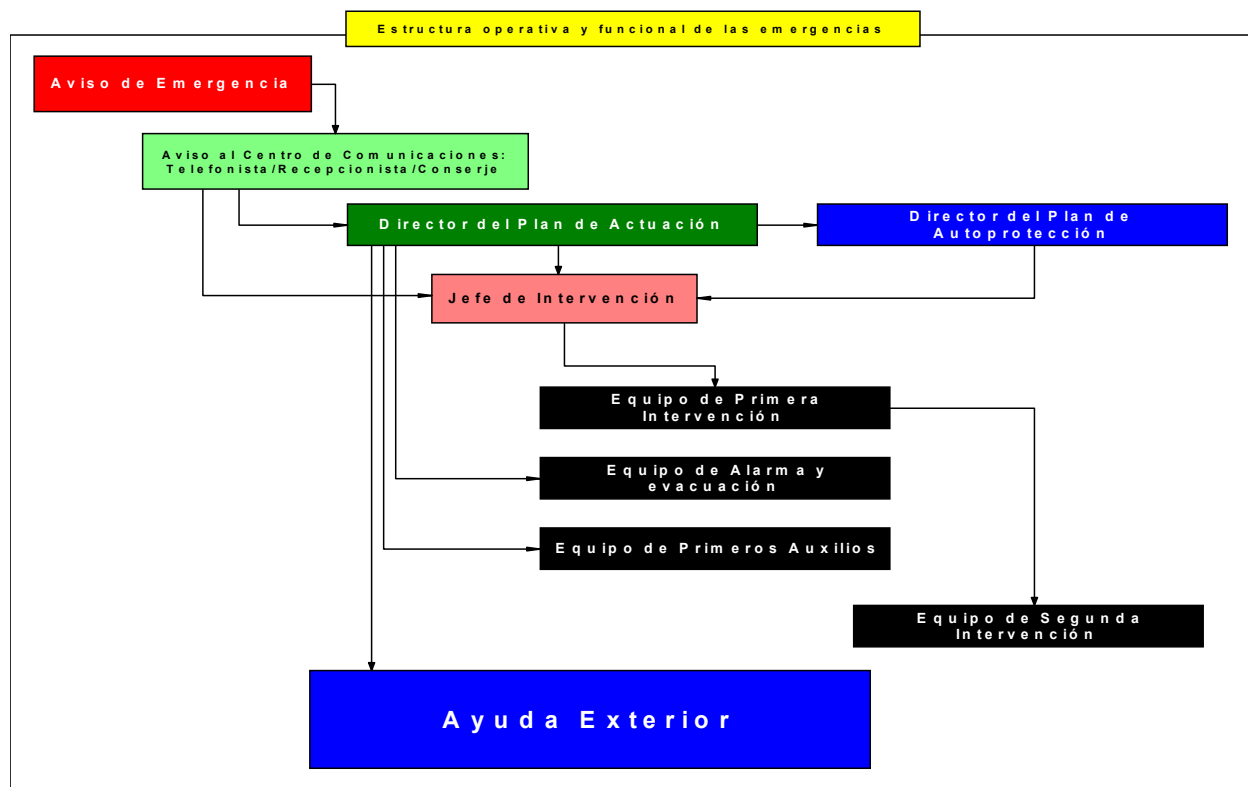 Estructura operativa y funcional de las emergencias
Aviso de Emergencia
Aviso al Centro de Comunicaciones:
Telefonista/Recepcionista/Conserje
Director del Plan de Actuación
Director del Plan de
Autoprotección
Jefe de Intervención
Equipo de Primera
Intervención
Equipo de Alarma y
evacuación
Equipo de Primeros Auxilios
Equipo de Segunda
Intervención
Ayuda Exterior